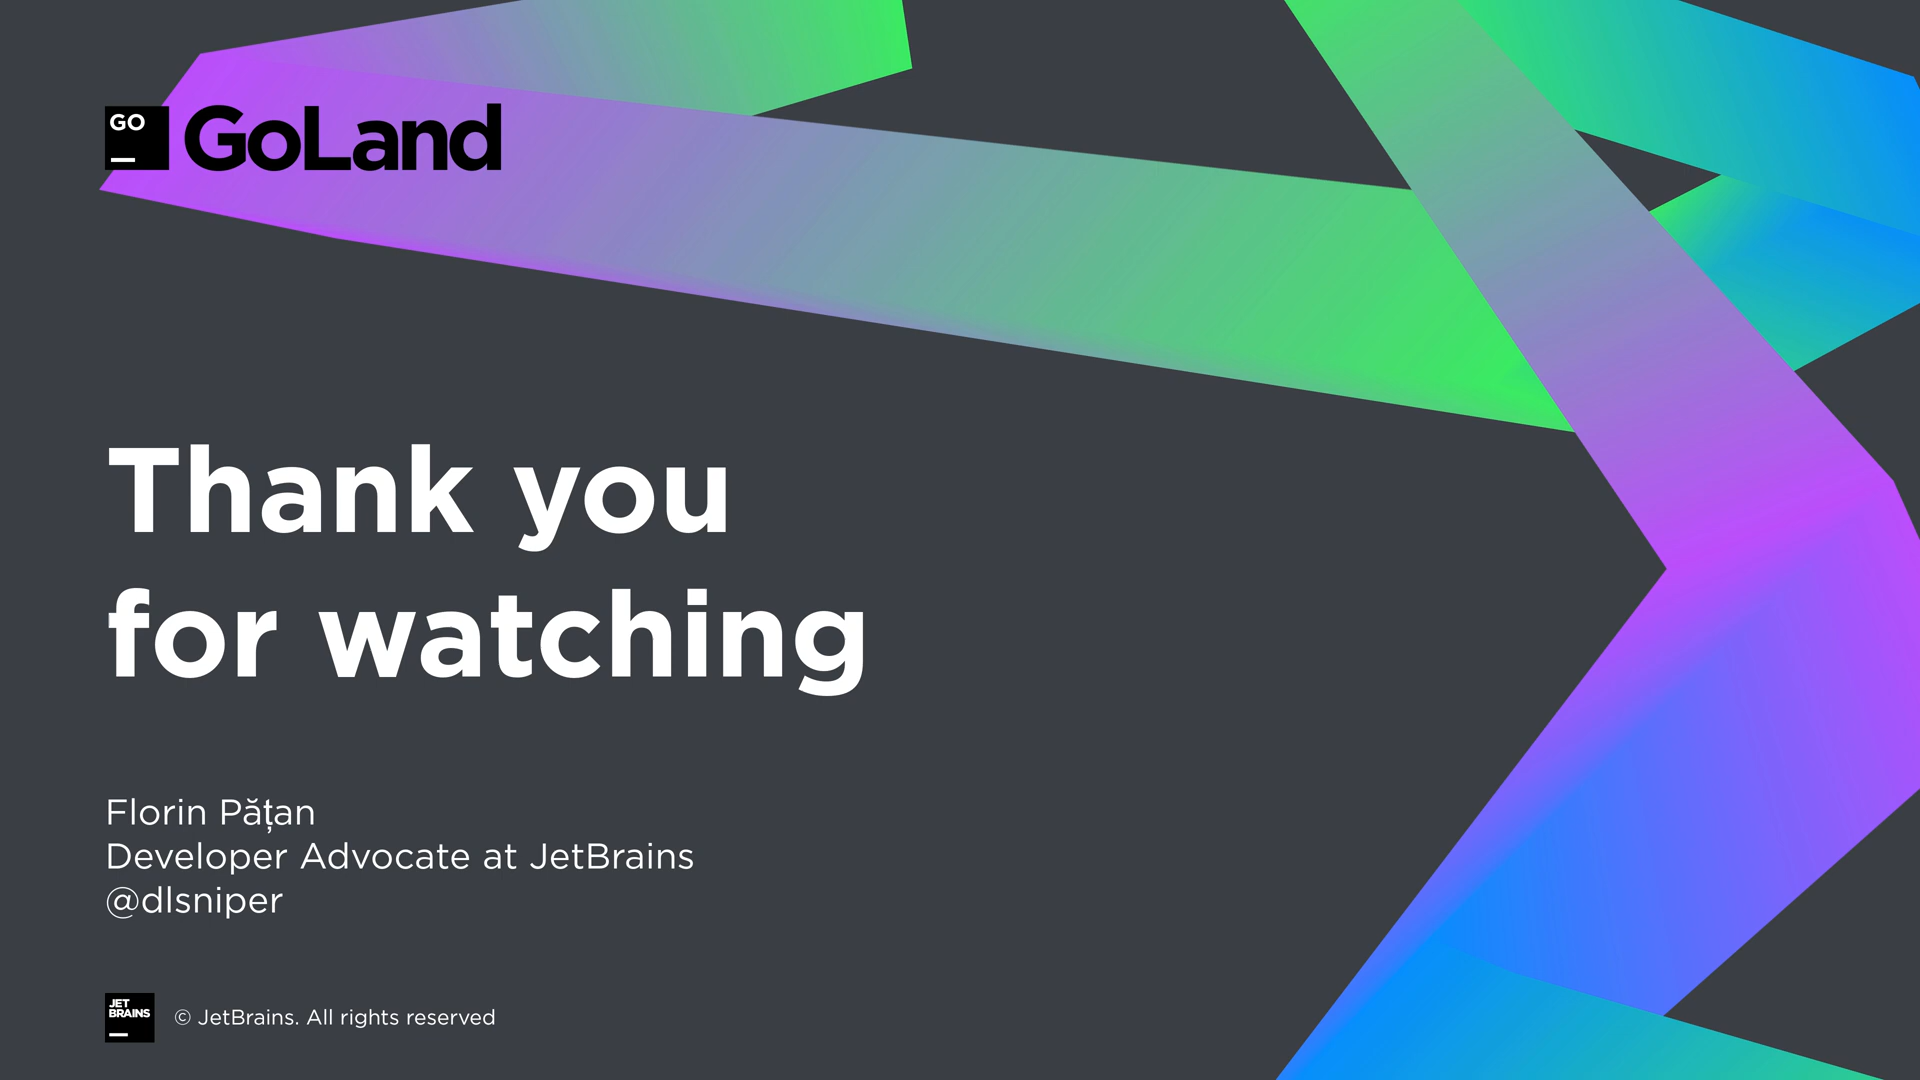 GO
GoLand
Thank you
for watching
Florin Pățan
Developer Advocate at JetBrains
@dlsniper
JET
BRAINS
© JetBrains. All rights reserved